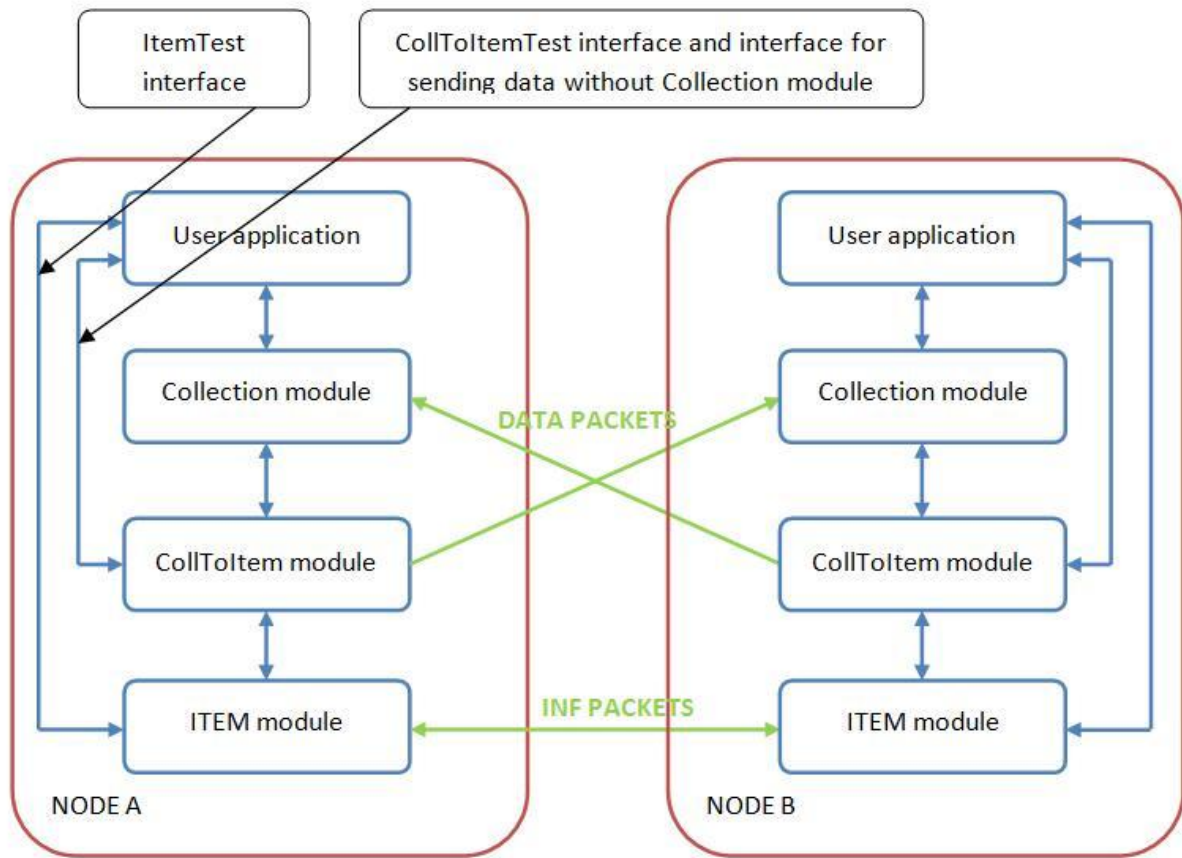 ItemTest
interface
CollToItemTest interface and interface for
sending data without Collection module
User application
User application
Collection module
Collection module
DATA PACKETS
CollToItem module
CollToItem module
ITEM module
INF PACKETS
ITEM module
NODE A
NODE B